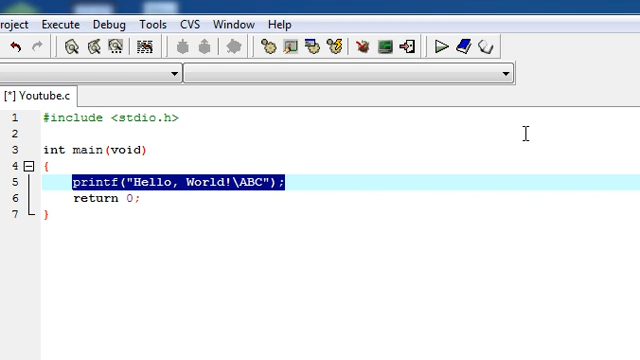 roject Execute Debug Tools CVS Window Help
[*] Youtube.c
1 #include <stdio.h>
2
3 int main(void)
4 {
5 printf("Hello, World!\ABC");
6 return 0;
7 }